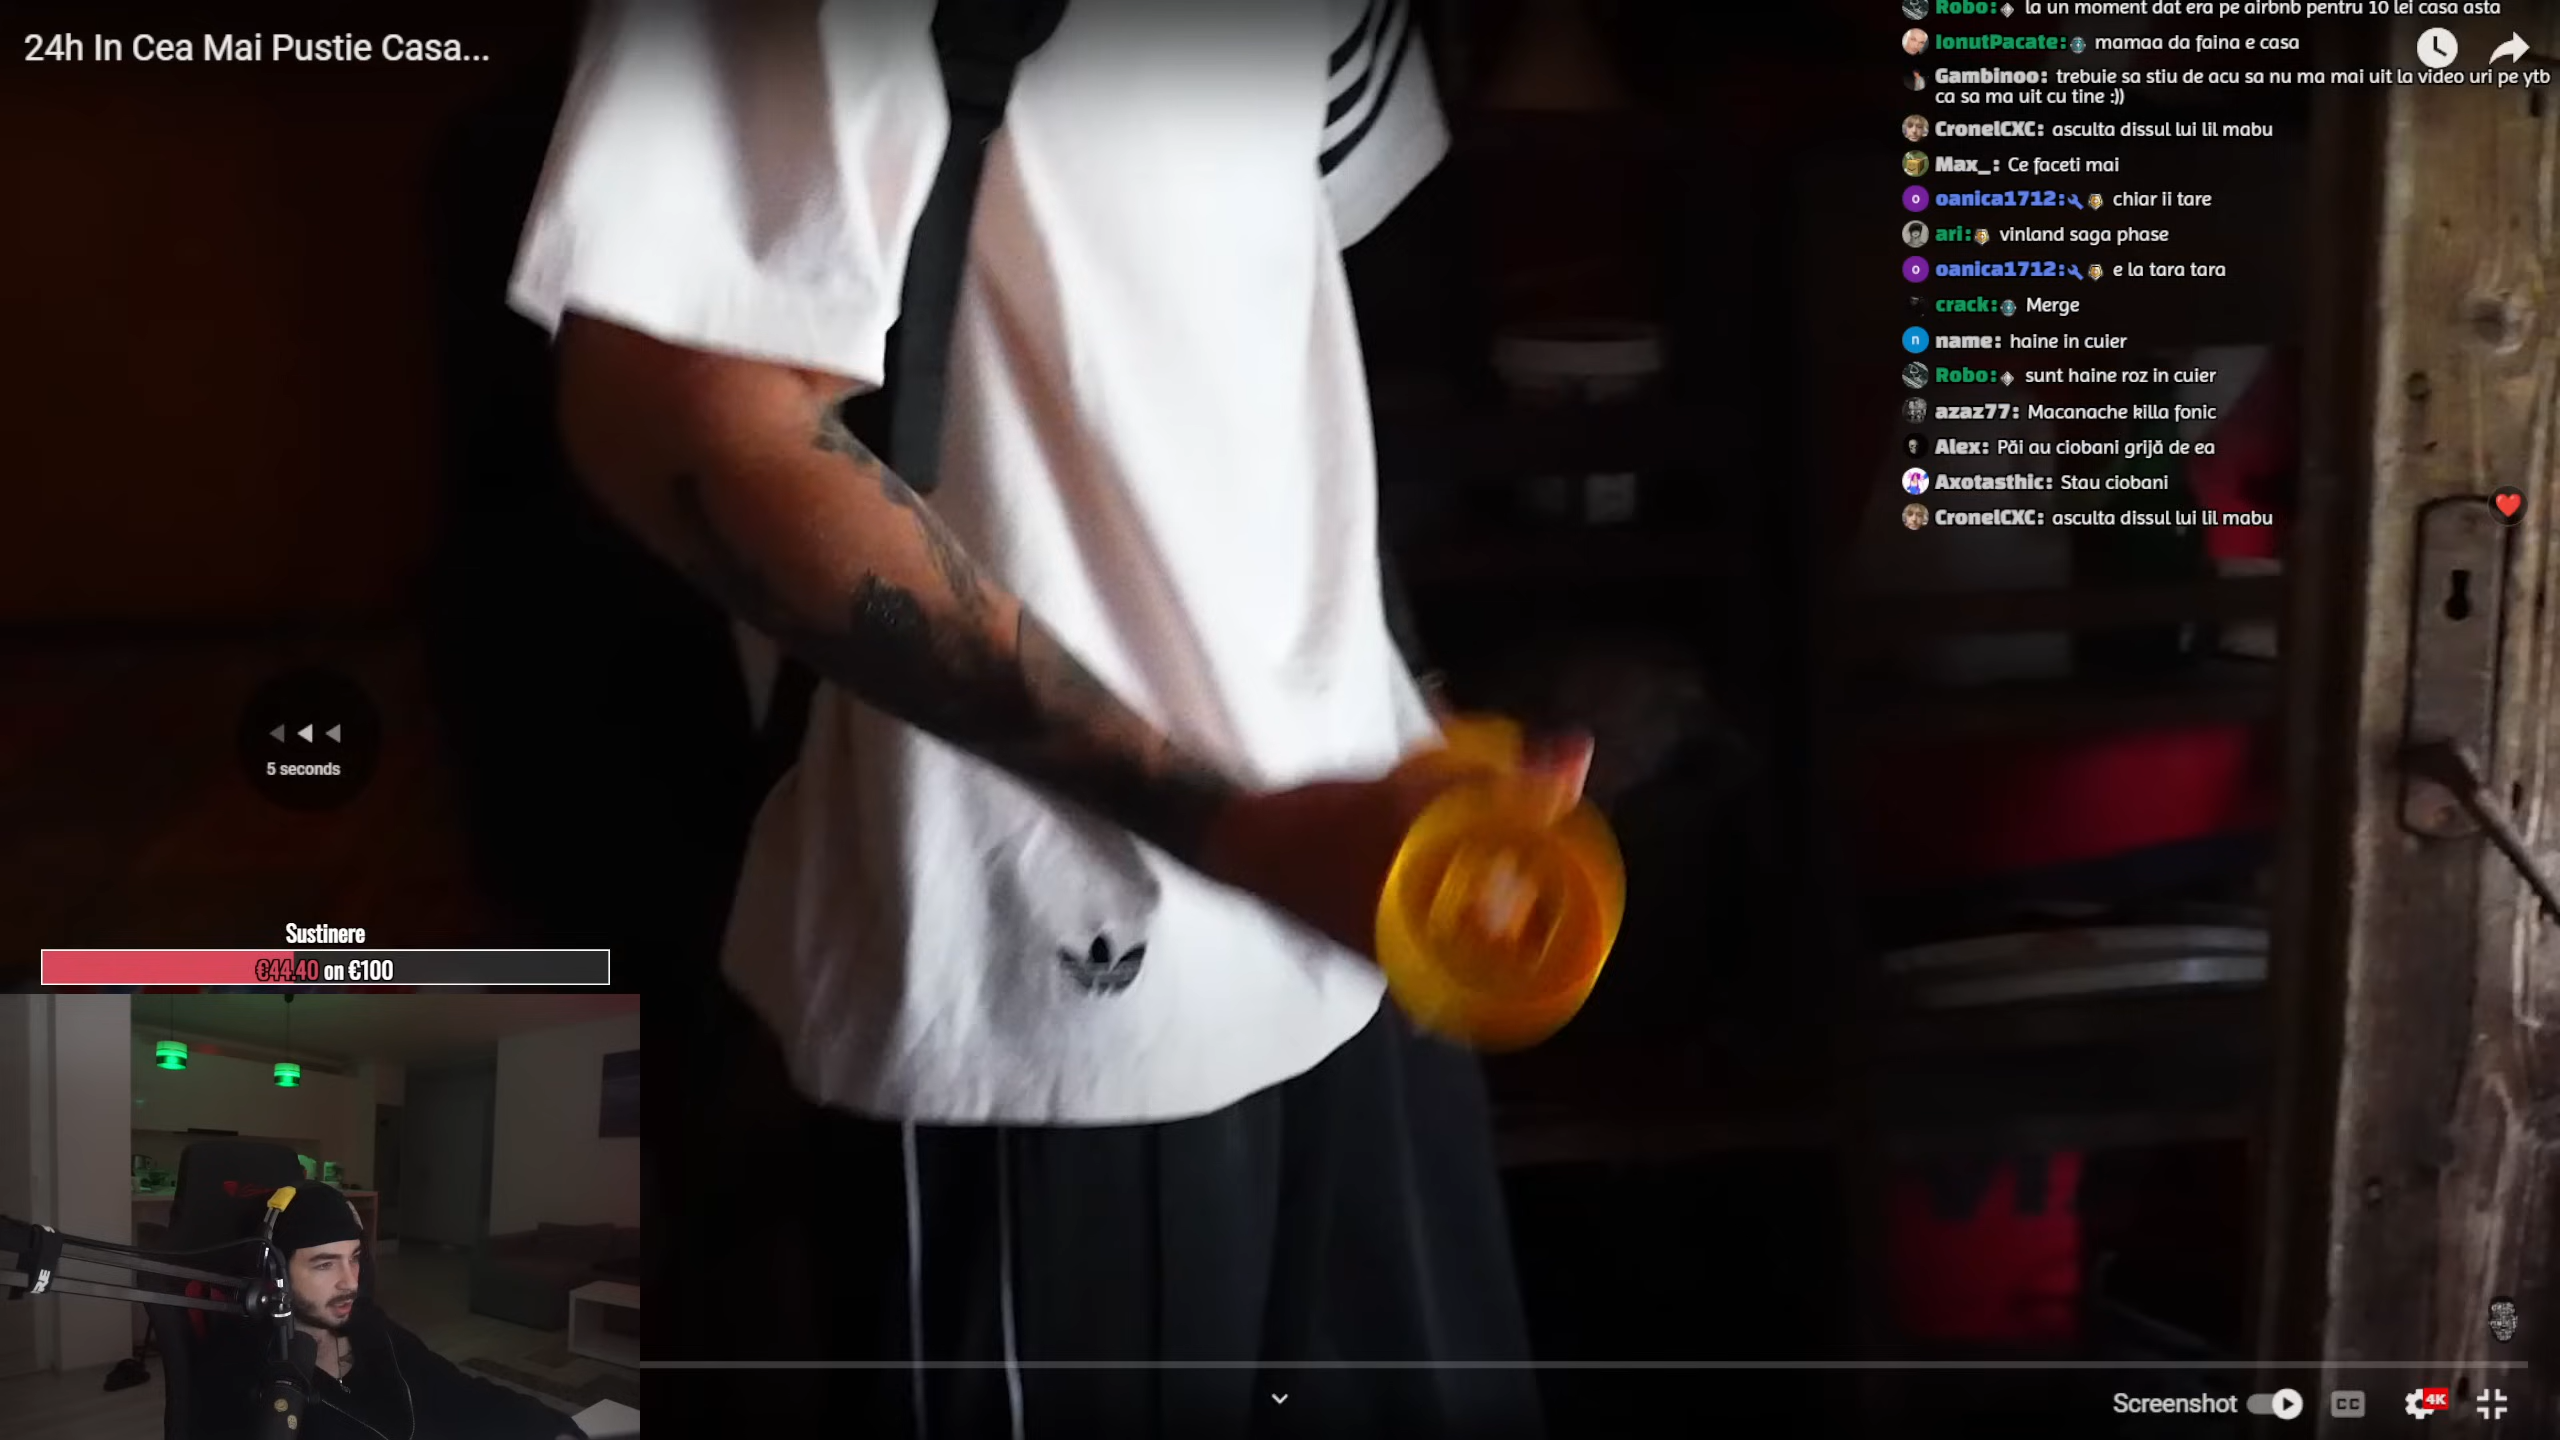 24h In Cea Mai Pustie Casa...
Robo: la un moment dat era pe airbnb pentru 10 lei casa asta
IonutPacate: mamaa da faina e casa
Gambinoo: trebuie sa stiu de acu sa nu ma mai uit la video uri pe ytb
ca sa ma uit cu tine :))
CronelCXC: asculta dissul lui lil mabu
Max_: Ce faceti mai
oanica1712: chiar ii tare
ari: vinland saga phase
oanica1712: e la tara tara
crack: Merge
name: haine in cuier
Robo: sunt haine roz in cuier
azaz77: Macanache killa fonic
Alex: Păi au ciobani grijă de ea
Axotasthic: Stau ciobani
CronelCXC: asculta dissul lui lil mabu
5 seconds
Sustinere
€44.40 on €100
Screenshot
CC
4K